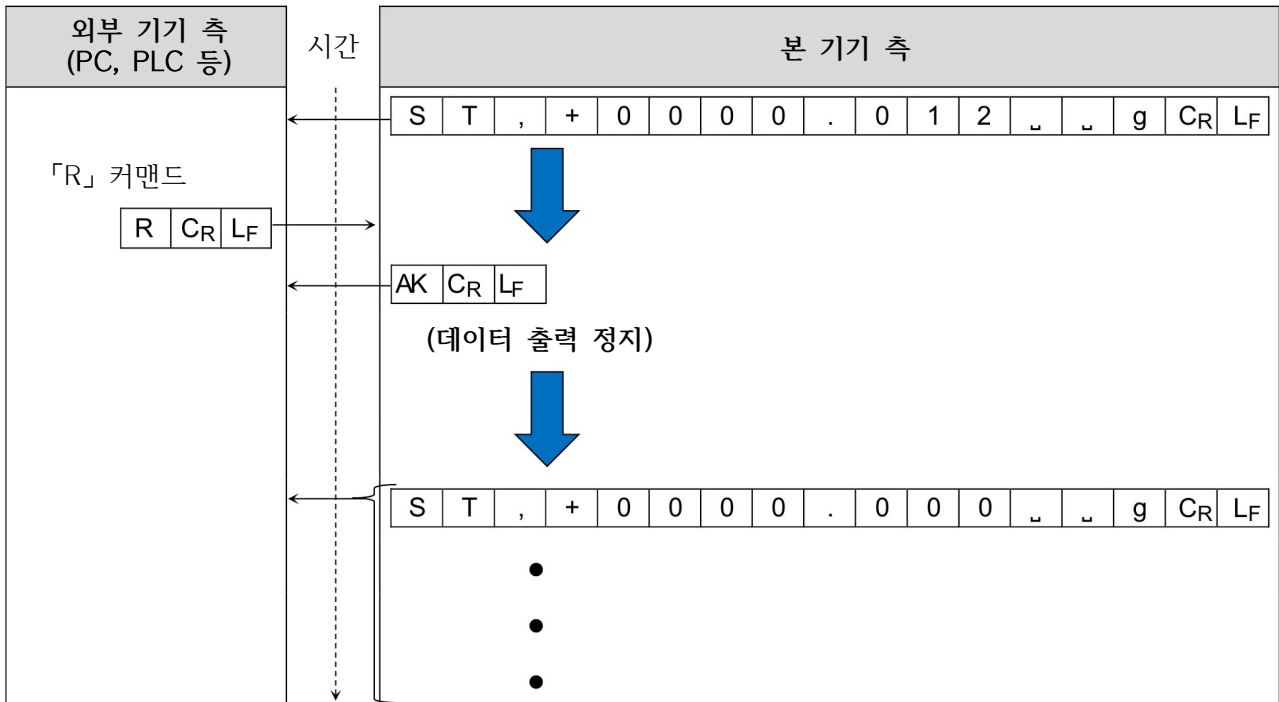 외부 기기 측
(PC, PLC 등)
시간
본 기기 측
S T , + 0 0 0 0 . 0 1 2 ␣ ␣ g CR LF
「R」 커맨드
R CR LF
AK CR LF
(데이터 출력 정지)
S T , + 0 0 0 0 . 0 0 0 ␣ ␣ g CR LF